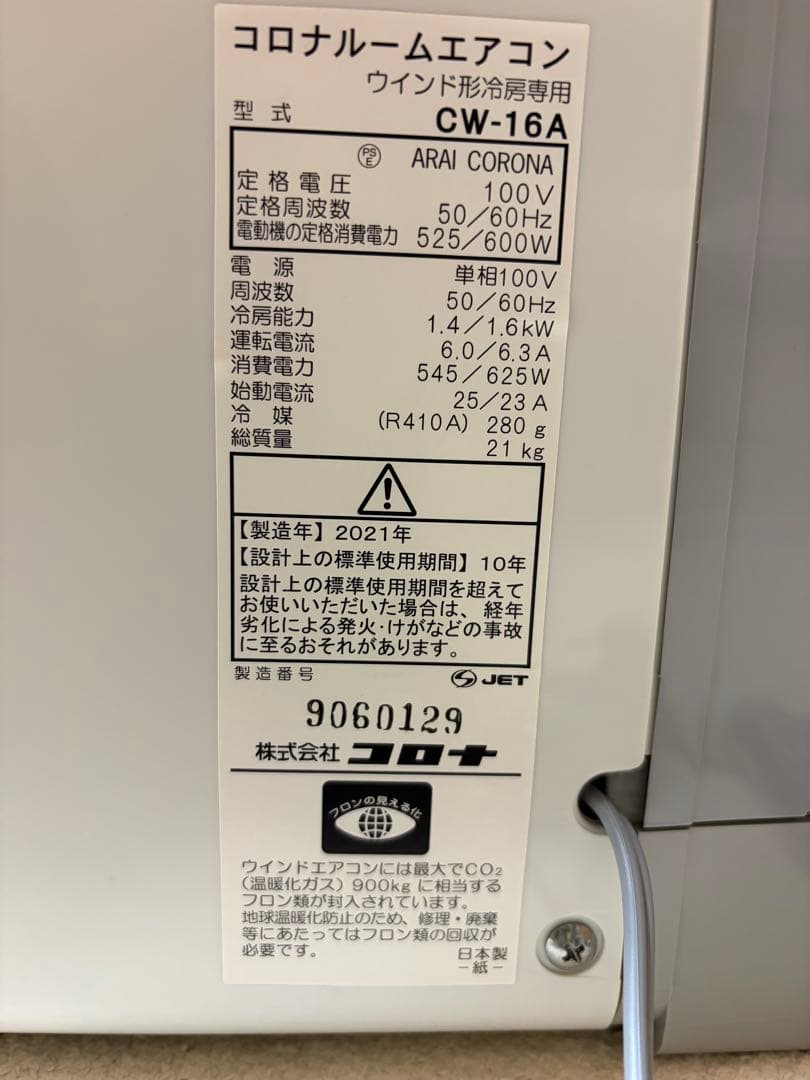 コロナルームエアコン
ウインド形冷房専用
型式 CW-16A
PSE ARAI CORONA
定格電圧 100V
定格周波数 50/60Hz
電動機の定格消費電力 525/600W
電源 単相100V
周波数 50/60Hz
冷房能力 1.4/1.6kW
運転電流 6.0/6.3A
消費電力 545/625W
始動電流 25/23A
冷媒 (R410A) 280g
総質量 21kg
【製造年】2021年
【設計上の標準使用期間】10年
設計上の標準使用期間を超えて
お使いいただいた場合は、経年
劣化による発火・けがなどの事故
に至るおそれがあります。
製造番号 JET
9060129
株式会社 コロナ
フロンの見える化
ウインドエアコンには最大でCO₂
(温暖化ガス)900kgに相当する
フロン類が封入されています。
地球温暖化防止のため、修理・廃棄
等にあたってはフロン類の回収が
必要です。 日本製
-紙-